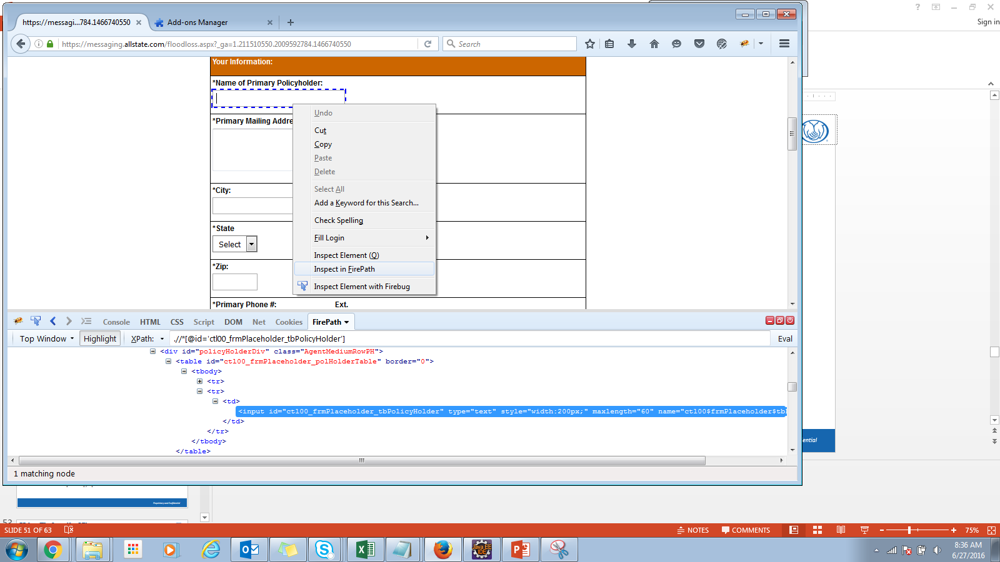 Sign in
https://messagi...784.1466740550
Add-ons Manager
https://messaging.allstate.com/floodloss.aspx?_ga=1.211510550.2009592784.1466740550
Search
Your Information:
*Name of Primary Policyholder:
*Primary Mailing Addre
*City:
*State
Select
*Zip:
*Primary Phone #:
Ext.
Undo
Cut
Copy
Paste
Delete
Select All
Add a Keyword for this Search...
Check Spelling
Fill Login
Inspect Element (Q)
Inspect in FirePath
Inspect Element with Firebug
Console HTML CSS Script DOM Net Cookies FirePath
Top Window Highlight XPath: .//*[@id='ctl00_frmPlaceholder_tbPolicyHolder'] Eval
<div id="policyHolderDiv" class="AgentMediumRowPH">
<table id="ctl00_frmPlaceholder_polHolderTable" border="0">
<tbody>
<tr>
<tr>
<td>
<input id="ctl00_frmPlaceholder_tbPolicyHolder" type="text" style="width:200px;" maxlength="60" name="ctl00$frmPlaceholder$tb
</td>
</tr>
</tbody>
</table>
1 matching node
ential
Proprietary and Confidential
SLIDE 51 OF 63
NOTES
COMMENTS
75%
Java EE
IDE
8:36 AM
6/27/2016